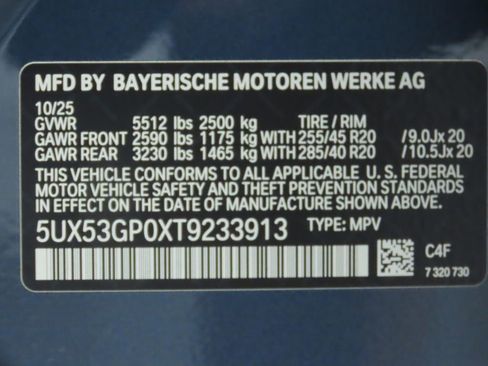 MFD BY BAYERISCHE MOTOREN WERKE AG
10/25
GVWR 5512 lbs 2500 kg TIRE / RIM
GAWR FRONT 2590 lbs 1175 kg WITH 255/45 R20 /9.0Jx 20
GAWR REAR 3230 lbs 1465 kg WITH 285/40 R20 /10.5Jx 20
THIS VEHICLE CONFORMS TO ALL APPLICABLE U. S. FEDERAL
MOTOR VEHICLE SAFETY, BUMPER, AND THEFT PREVENTION STANDARDS
IN EFFECT ON THE DATE OF MANUFACTURE SHOWN ABOVE.
5UX53GP0XT9233913 TYPE: MPV
C4F
7 320 730